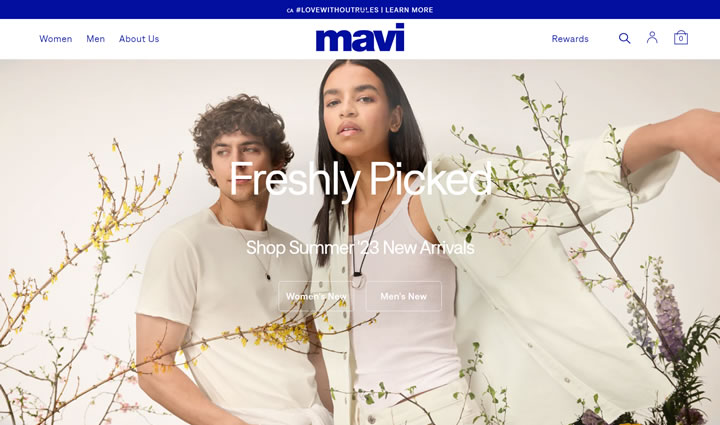 CA #LOVEWITHOUTRULES | LEARN MORE
Women Men About Us mavi Rewards 0
Freshly Picked
Shop Summer '23 New Arrivals
Women's New Men's New